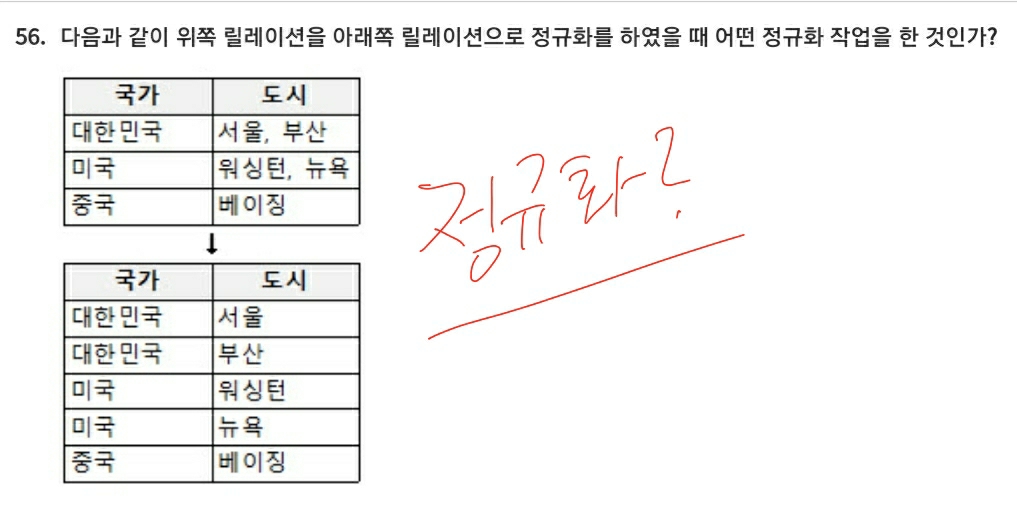 56. 다음과 같이 위쪽 릴레이션을 아래쪽 릴레이션으로 정규화를 하였을 때 어떤 정규화 작업을 한 것인가?
국가 도시
대한민국 서울, 부산
미국 워싱턴, 뉴욕
중국 베이징
↓
국가 도시
대한민국 서울
대한민국 부산
미국 워싱턴
미국 뉴욕
중국 베이징
정규화?